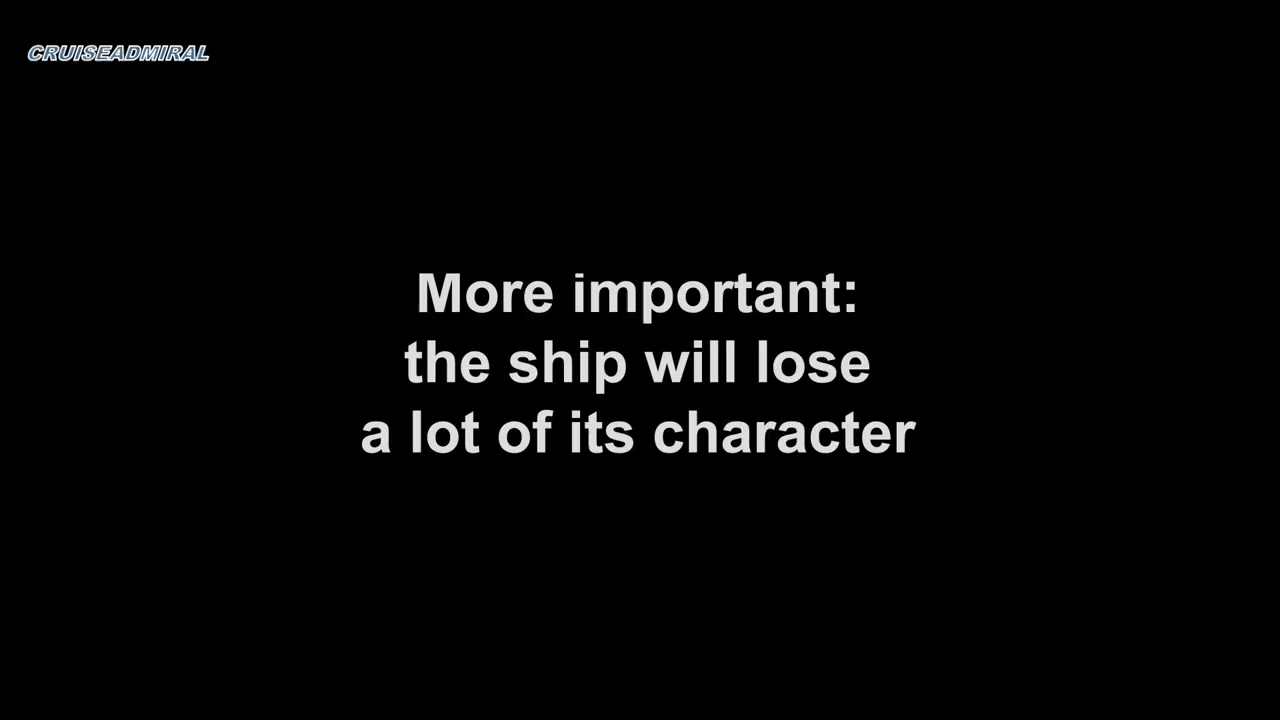 CRUISEADMIRAL
More important:
the ship will lose
a lot of its character